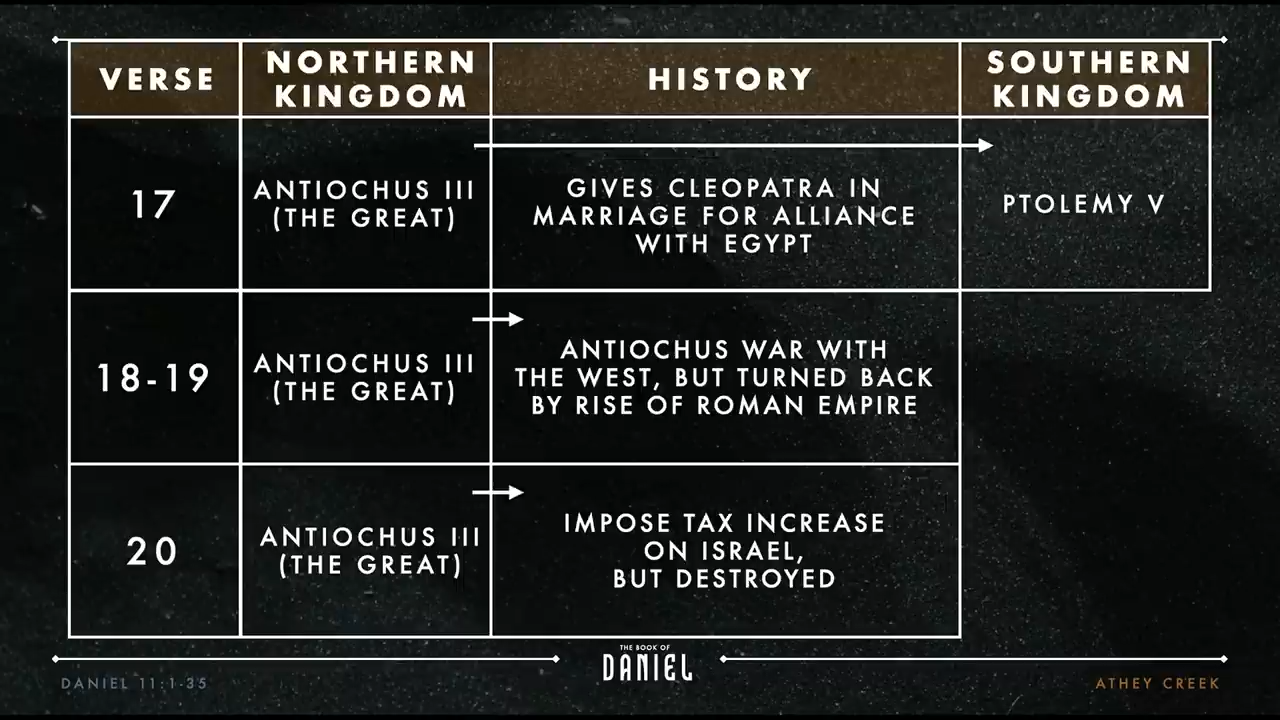 VERSE
NORTHERN
KINGDOM
HISTORY
SOUTHERN
KINGDOM
17
ANTIOCHUS III
(THE GREAT)
GIVES CLEOPATRA IN
MARRIAGE FOR ALLIANCE
WITH EGYPT
PTOLEMY V
18-19
ANTIOCHUS III
(THE GREAT)
ANTIOCHUS WAR WITH
THE WEST, BUT TURNED BACK
BY RISE OF ROMAN EMPIRE
20
ANTIOCHUS III
(THE GREAT)
IMPOSE TAX INCREASE
ON ISRAEL,
BUT DESTROYED
THE BOOK OF
DANIEL
DANIEL 11:1-35
ATHEY CREEK